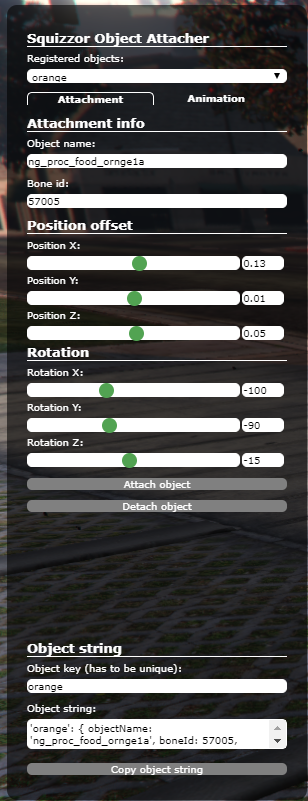 Squizzor Object Attacher
Registered objects:
orange
Attachment Animation
Attachment info
Object name:
ng_proc_food_ornge1a
Bone id:
57005
Position offset
Position X:
0.13
Position Y:
0.01
Position Z:
0.05
Rotation
Rotation X:
-100
Rotation Y:
-90
Rotation Z:
-15
Attach object
Detach object
Object string
Object key (has to be unique):
orange
Object string:
'orange': { objectName:
'ng_proc_food_ornge1a', boneId: 57005,
Copy object string